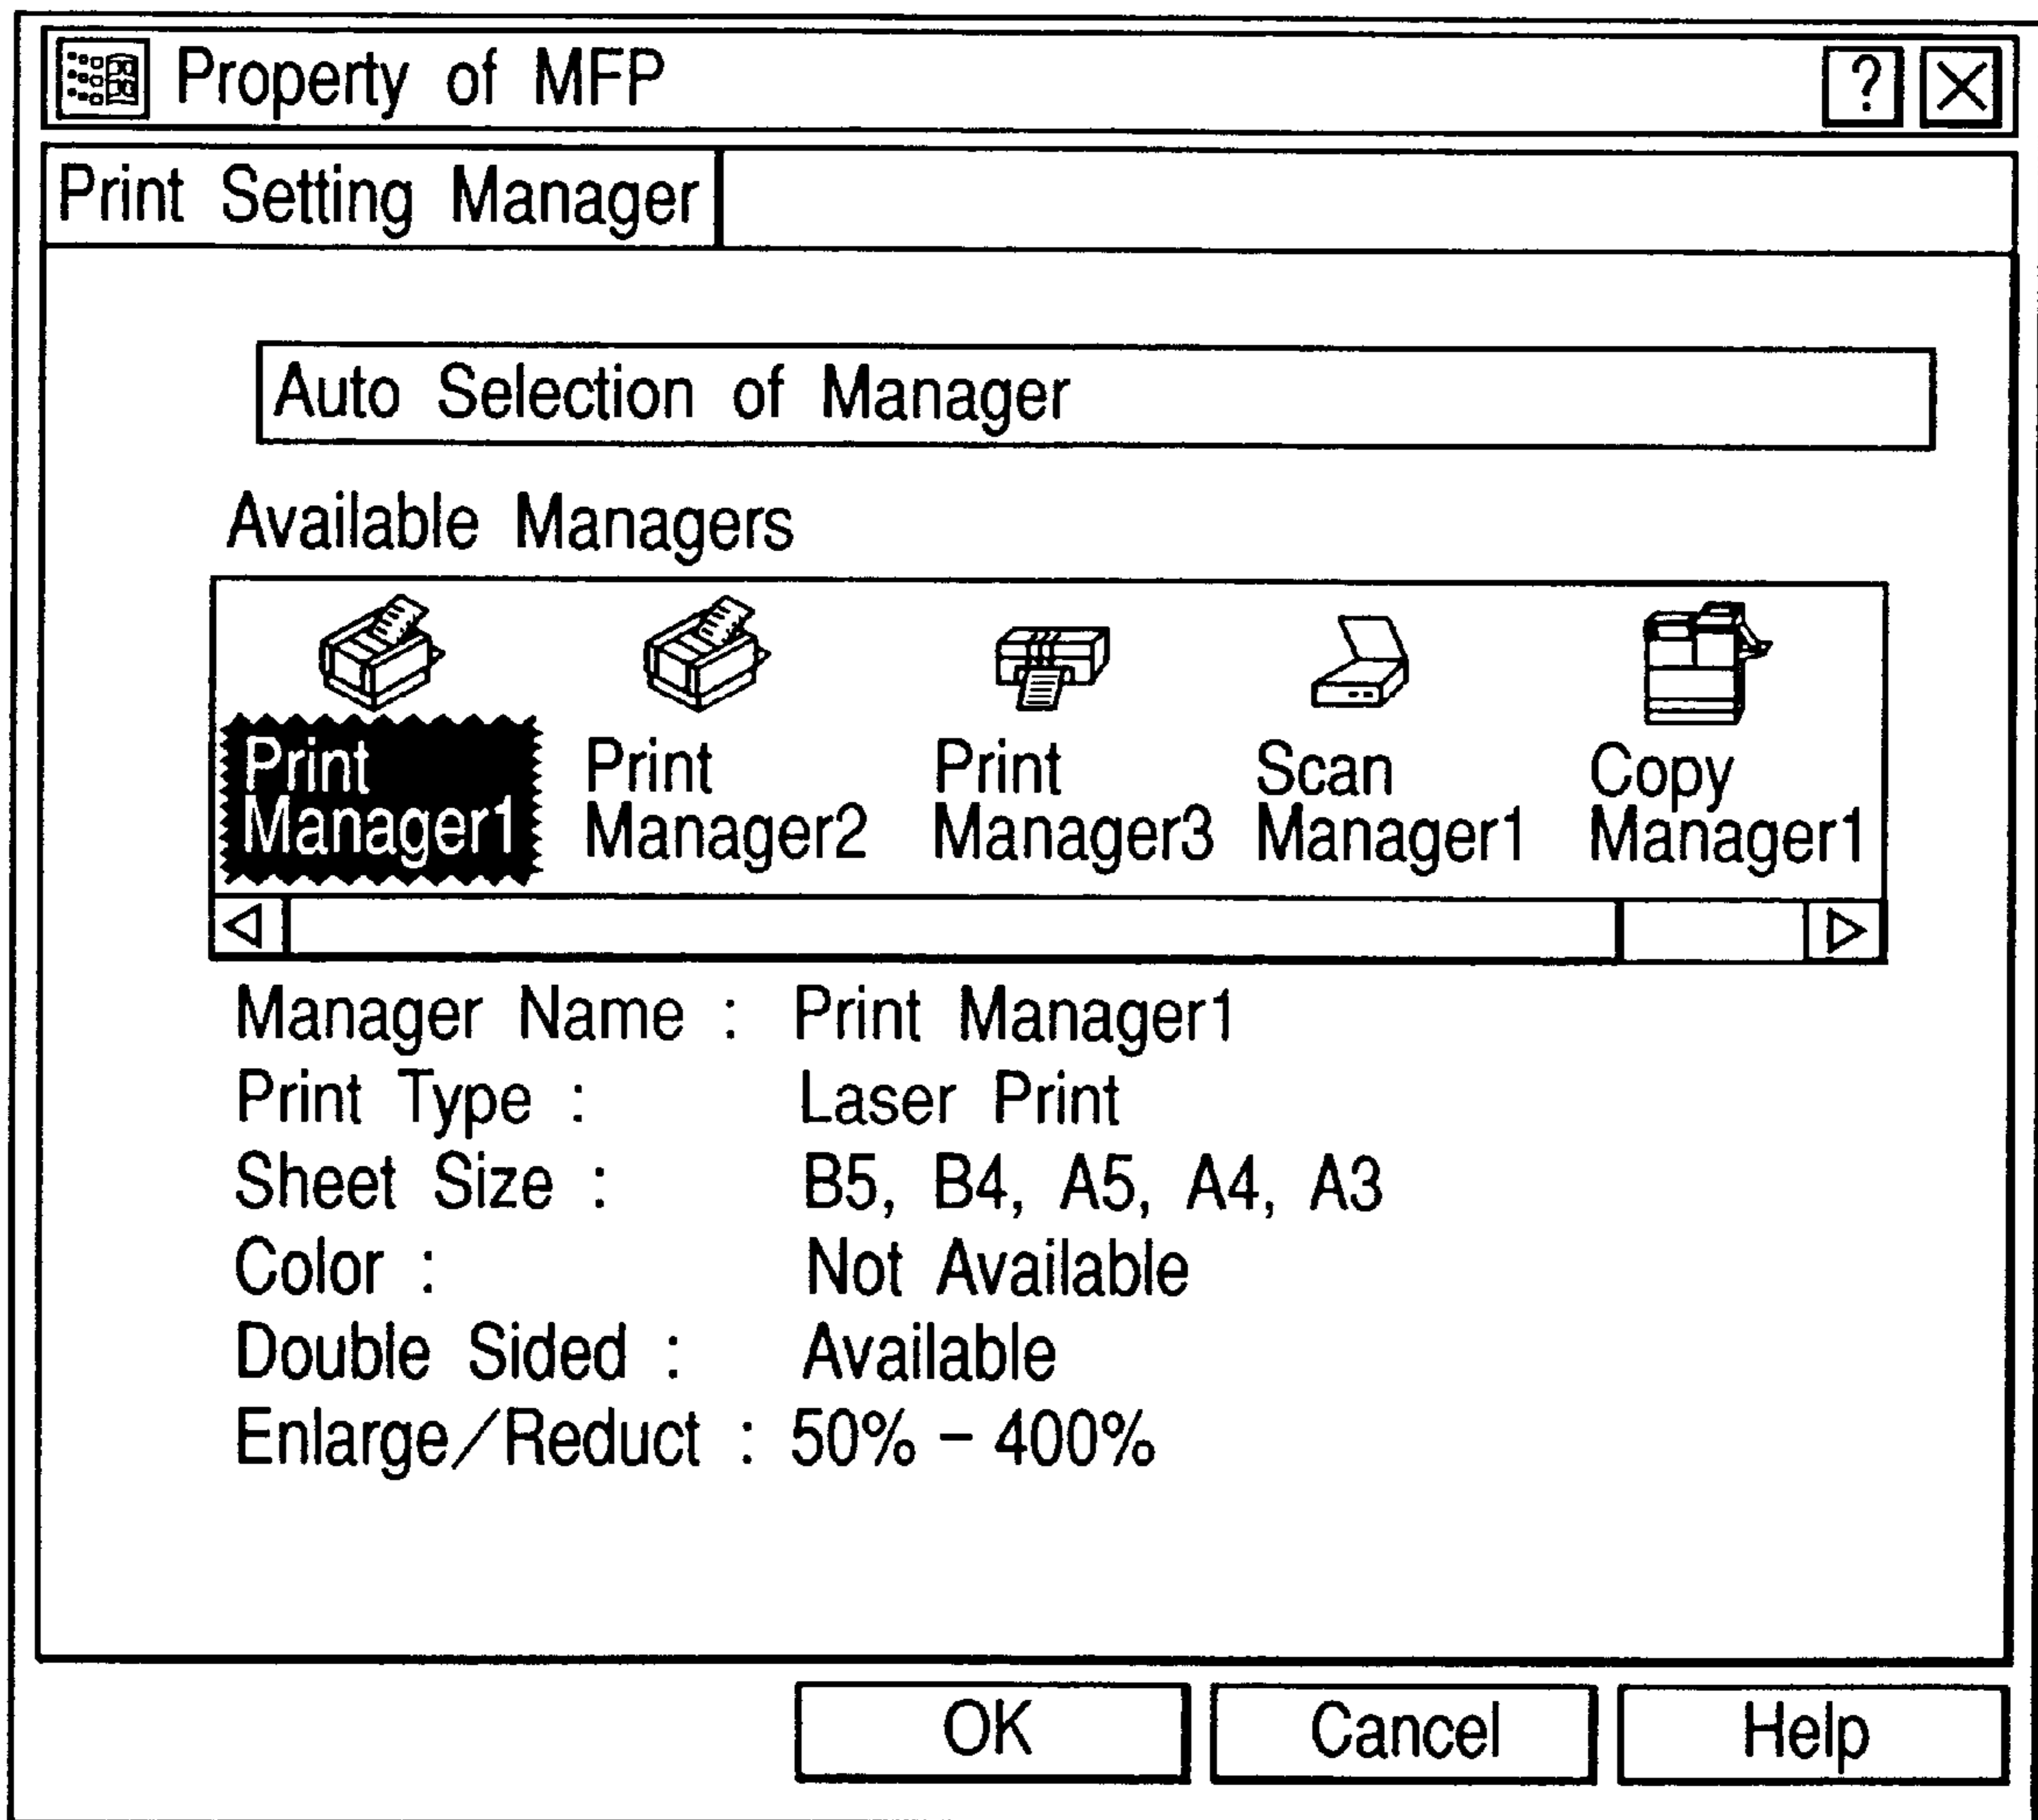 Property of MFP ?
Print Setting Manager
Auto Selection of Manager
Available Managers
Print Manager1
Print Manager2
Print Manager3
Scan Manager1
Copy Manager1
Manager Name : Print Manager1
Print Type : Laser Print
Sheet Size : B5, B4, A5, A4, A3
Color : Not Available
Double Sided : Available
Enlarge/Reduct : 50% – 400%
OK Cancel Help